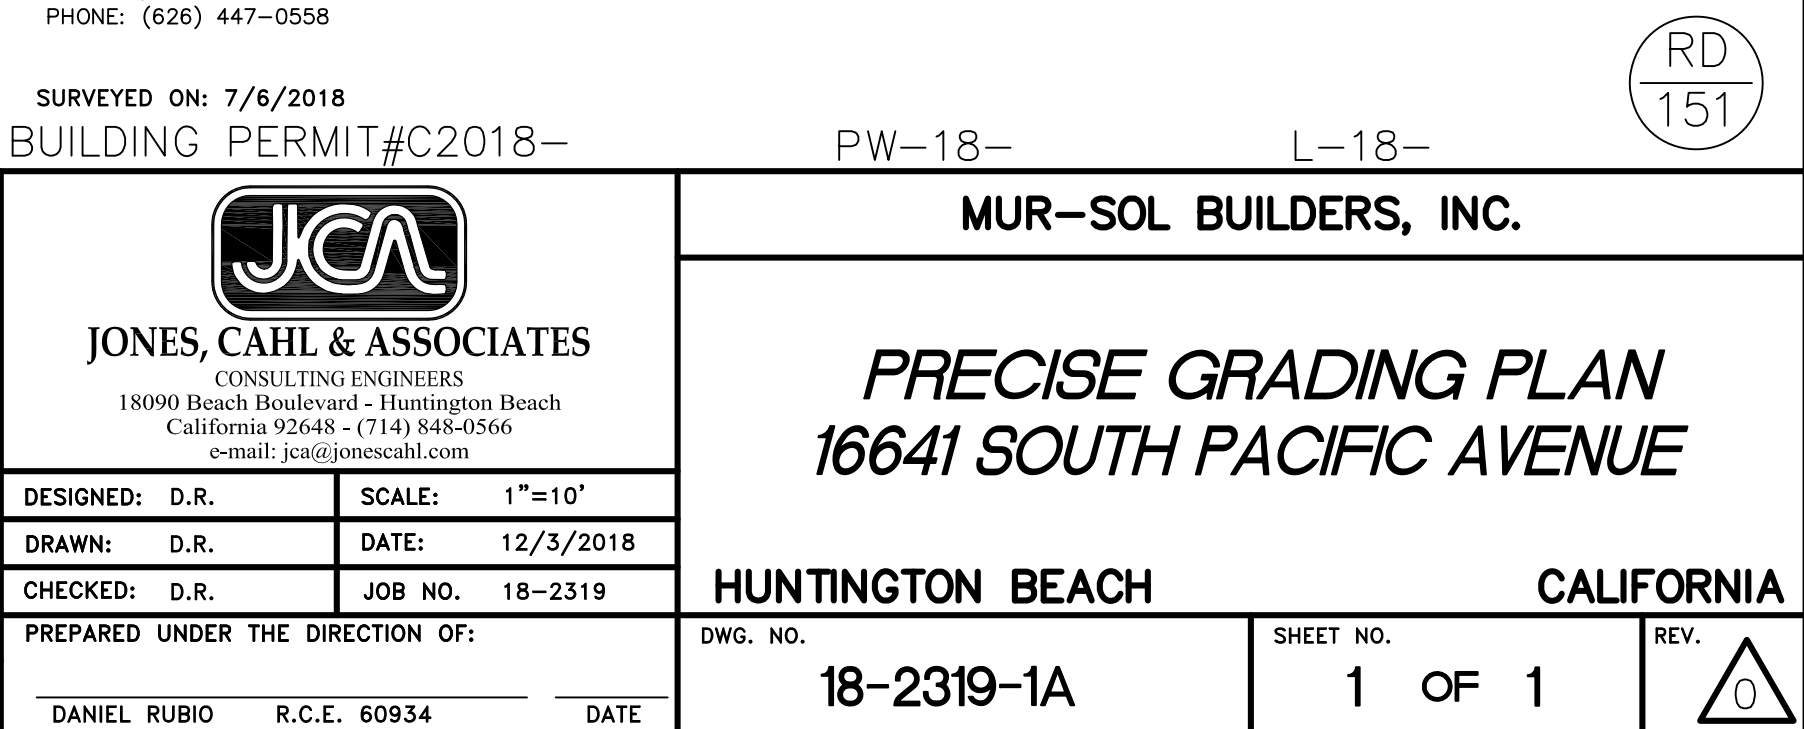 PHONE: (626) 447-0558
SURVEYED ON: 7/6/2018
BUILDING PERMIT#C2018-
PW-18-
L-18-
RD
151
JCA
JONES, CAHL & ASSOCIATES
CONSULTING ENGINEERS
18090 Beach Boulevard - Huntington Beach
California 92648 - (714) 848-0566
e-mail: jca@jonescahl.com
MUR-SOL BUILDERS, INC.
PRECISE GRADING PLAN
16641 SOUTH PACIFIC AVENUE
HUNTINGTON BEACH CALIFORNIA
DESIGNED: D.R. SCALE: 1"=10'
DRAWN: D.R. DATE: 12/3/2018
CHECKED: D.R. JOB NO. 18-2319
PREPARED UNDER THE DIRECTION OF:
DANIEL RUBIO R.C.E. 60934 DATE
DWG. NO.
18-2319-1A
SHEET NO.
1 OF 1
REV.
0